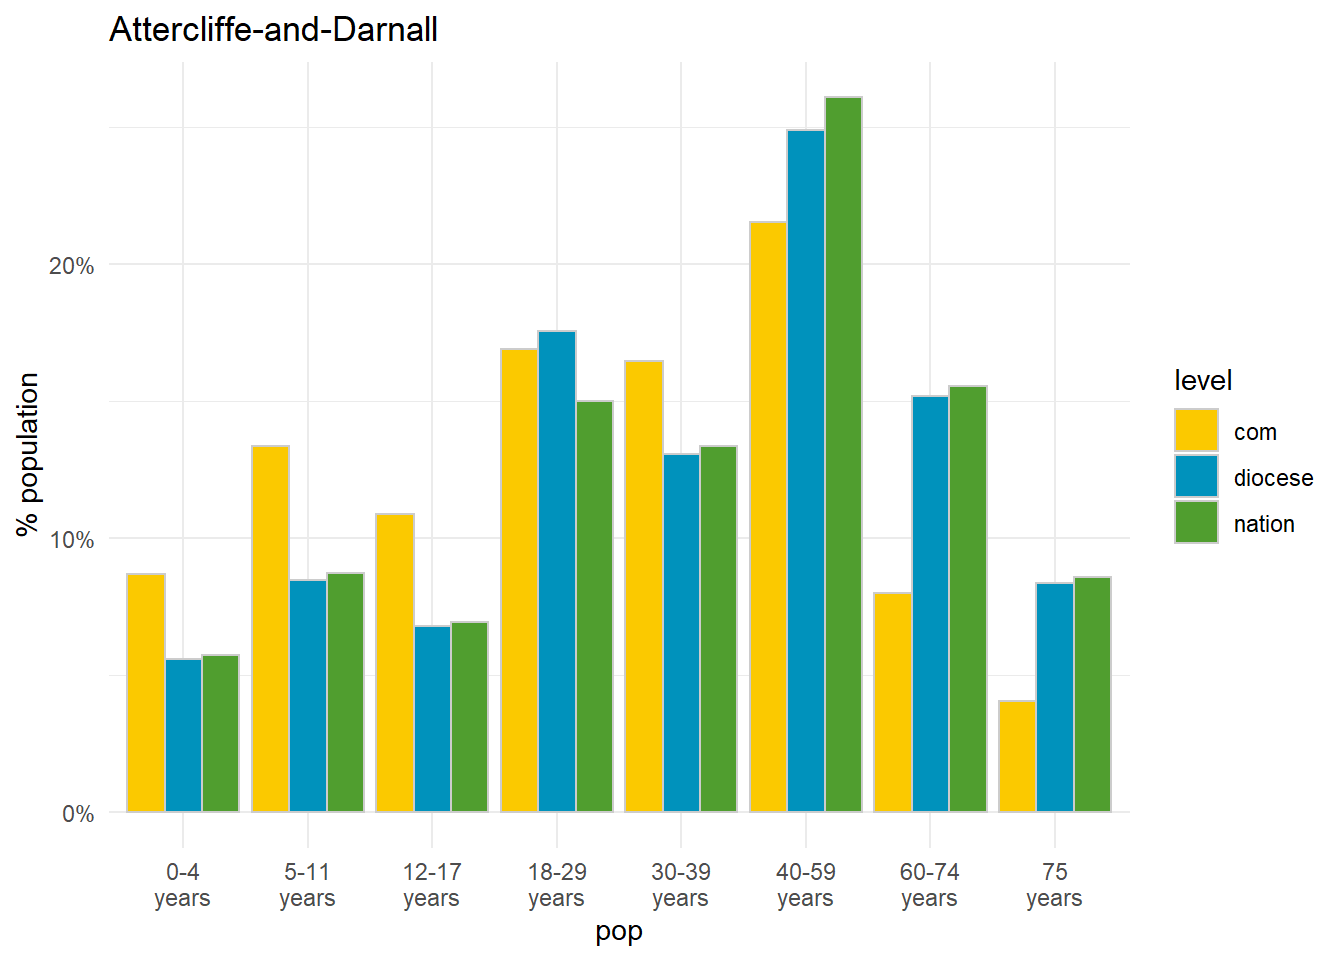 Attercliffe-and-Darnall
% population
20%
10%
0%
0-4
years
5-11
years
12-17
years
18-29
years
30-39
years
40-59
years
60-74
years
75
years
pop
level
com
diocese
nation